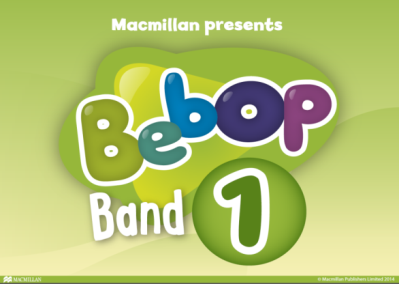 Macmillan presents
Bebop
Band 1
MACMILLAN
© Macmillan Publishers Limited 2014